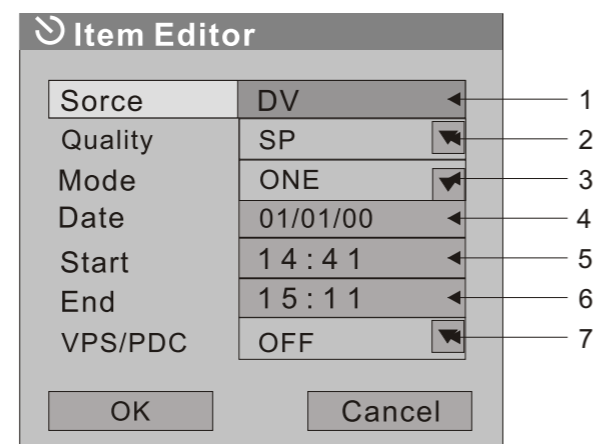 Item Editor
Sorce DV 1
Quality SP 2
Mode ONE 3
Date 01/01/00 4
Start 14:41 5
End 15:11 6
VPS/PDC OFF 7
OK Cancel